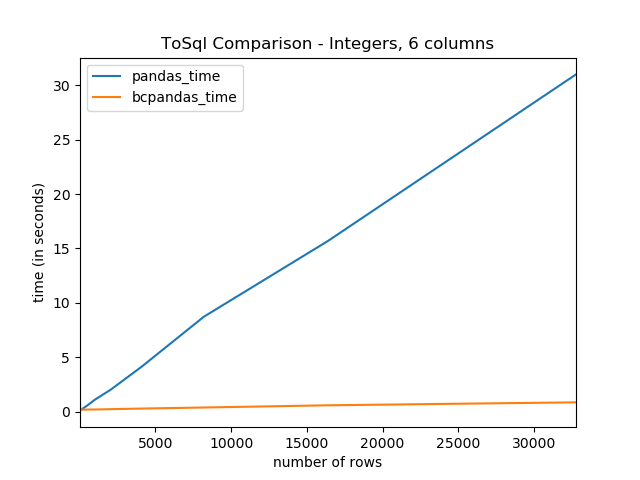 ToSql Comparison - Integers, 6 columns
pandas_time
bcpandas_time
time (in seconds)
30
25
20
15
10
5
0
5000 10000 15000 20000 25000 30000
number of rows